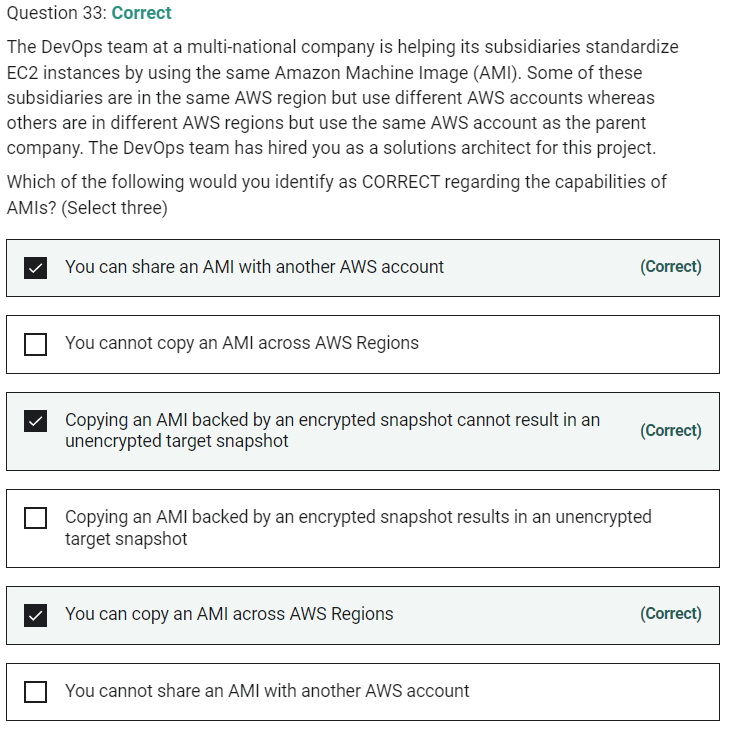 Question 33: Correct
The DevOps team at a multi-national company is helping its subsidiaries standardize
EC2 instances by using the same Amazon Machine Image (AMI). Some of these
subsidiaries are in the same AWS region but use different AWS accounts whereas
others are in different AWS regions but use the same AWS account as the parent
company. The DevOps team has hired you as a solutions architect for this project.
Which of the following would you identify as CORRECT regarding the capabilities of
AMIs? (Select three)
You can share an AMI with another AWS account (Correct)
You cannot copy an AMI across AWS Regions
Copying an AMI backed by an encrypted snapshot cannot result in an
unencrypted target snapshot (Correct)
Copying an AMI backed by an encrypted snapshot results in an unencrypted
target snapshot
You can copy an AMI across AWS Regions (Correct)
You cannot share an AMI with another AWS account